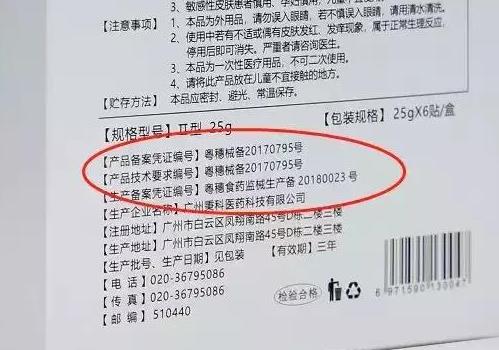 3、敏感性皮肤患者慎用,孕妇慎用,儿童
1、本品为外用品,请勿误入眼睛,若不慎误入眼睛,请用清水清洗。
2、使用中若有不适或偶有皮肤发红、发痒现象,属于正常生理反应,
停用后即可消失。严重者请咨询医生。
3、本品为一次性医疗用品,不可二次使用。
4、请将此产品放在儿童不宜接触的地方。
【注意事项】
【贮存方法】 本品应密封、避光、常温保存。
【规格型号】Ⅱ型 25g 【包装规格】25gX6贴/盒
【产品备案凭证编号】粤穗械备20170795号
【产品技术要求编号】粤穗械备20170795号
【生产备案凭证编号】粤穗食药监械生产备 20180023 号
【生产企业名称】广州秉科医药科技有限公司
【注册地址】广州市白云区凤翔南街45号D栋二楼三楼
【生产地址】广州市白云区凤翔南街45号D栋二楼三楼
【生产批号、生产日期】见包装 【有效期】三年
【电 话】020-36795086
【传 真】020-36795086
【邮 编】510440
检验合格
6 971590 130041